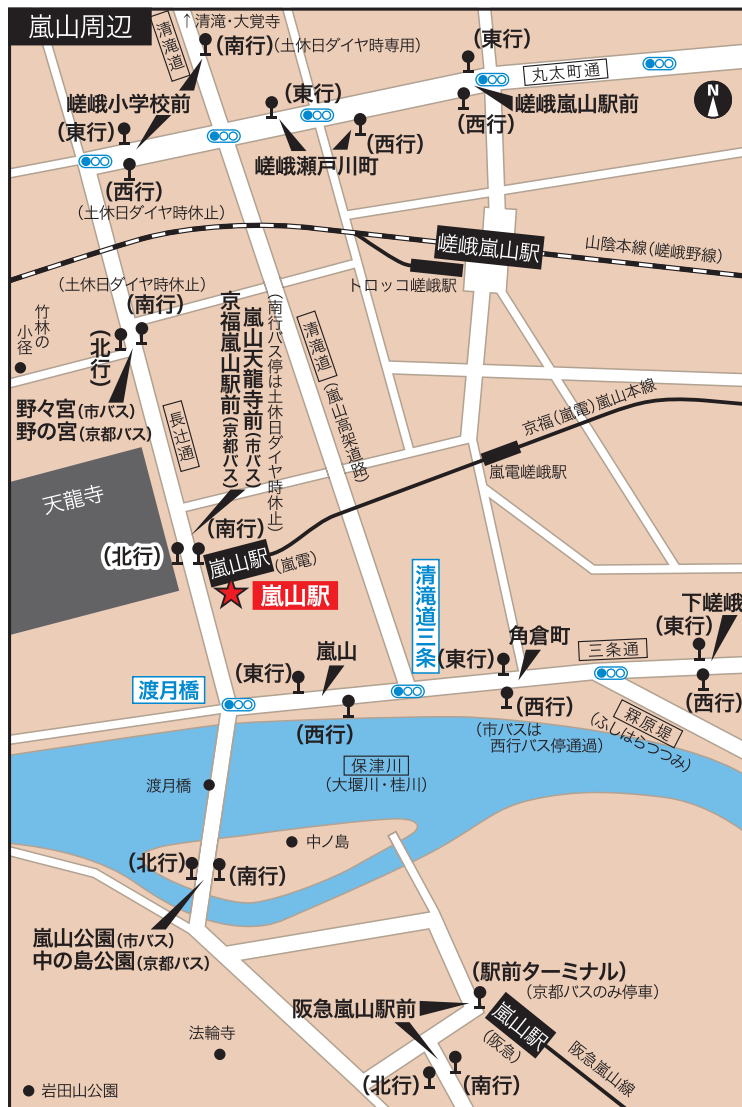 嵐山周辺
清滝道
↑清滝・大覚寺
(南行)(土休日ダイヤ時専用)
(東行)
丸太町通
N
嵯峨小学校前
(東行)
嵯峨嵐山駅前
(東行)
(西行)
(西行)
嵯峨瀬戸川町
(西行)
(土休日ダイヤ時休止)
嵯峨嵐山駅
山陰本線(嵯峨野線)
トロッコ嵯峨駅
(土休日ダイヤ時休止)
(南行)
竹林の
小径
(北行)
野々宮(市バス)
野の宮(京都バス)
長辻通
(南行バス停は土休日ダイヤ時休止)
嵐山天龍寺前(市バス)
京福嵐山駅前(京都バス)
清滝道
(嵐山高架道路)
京福(嵐電)嵐山本線
嵐電嵯峨駅
天龍寺
(南行)
(北行)
嵐山駅
(嵐電)
嵐山駅
清滝道三条
下嵯峨
角倉町
三条通
(東行)
(東行)
嵐山
(東行)
渡月橋
(西行)
(西行)
(西行)
(市バスは
西行バス停通過)
(ふしはらつつみ)
保津川
(大堰川・桂川)
渡月橋
中ノ島
(北行)
(南行)
嵐山公園(市バス)
中の島公園(京都バス)
(駅前ターミナル)
(京都バスのみ停車)
阪急嵐山駅前
嵐山駅
(阪急)
阪急嵐山線
法輪寺
(北行)
(南行)
岩田山公園